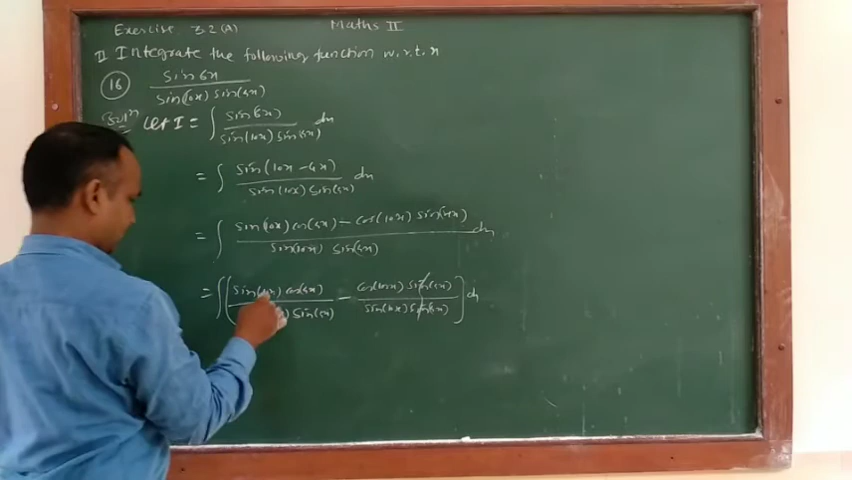 Exercise 3.2(A) Maths II
II Integrate the following function w.r.t. x
(16) sin 6x / sin(10x) sin(4x)
Solⁿ Let I = ∫ sin(6x) / sin(10x) sin(4x) dx
= ∫ sin(10x - 4x) / sin(10x) sin(4x) dx
= ∫ sin(10x) cos(4x) - cos(10x) sin(4x) / sin(10x) sin(4x) dx
= ∫ [ sin(10x) cos(4x) / sin(4x) - cos(10x) sin(4x) / sin(10x) sin(4x) ] dx